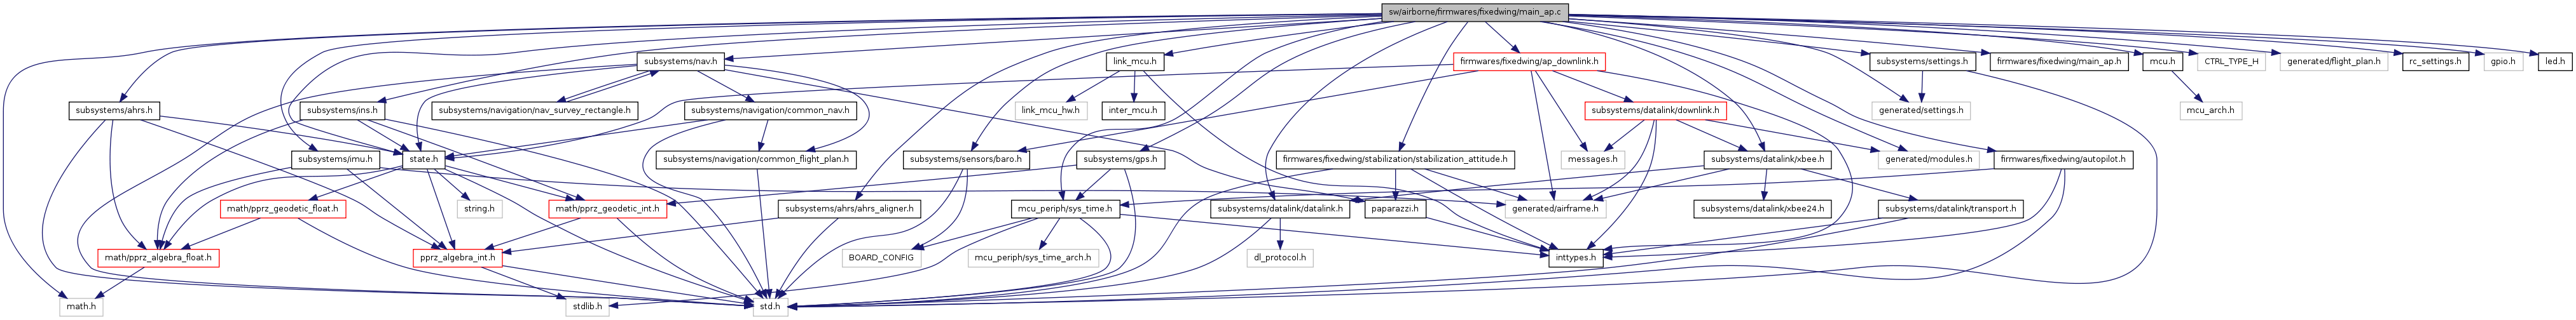 sw/airborne/firmwares/fixedwing/main_ap.c
subsystems/nav.h
link_mcu.h
firmwares/fixedwing/ap_downlink.h
subsystems/settings.h
firmwares/fixedwing/main_ap.h
mcu.h
CTRL_TYPE_H
generated/flight_plan.h
rc_settings.h
gpio.h
led.h
subsystems/ahrs.h
subsystems/ins.h
subsystems/navigation/nav_survey_rectangle.h
subsystems/navigation/common_nav.h
link_mcu_hw.h
inter_mcu.h
subsystems/datalink/downlink.h
generated/settings.h
mcu_arch.h
subsystems/imu.h
state.h
subsystems/navigation/common_flight_plan.h
subsystems/sensors/baro.h
subsystems/gps.h
firmwares/fixedwing/stabilization/stabilization_attitude.h
messages.h
subsystems/datalink/xbee.h
generated/modules.h
firmwares/fixedwing/autopilot.h
math/pprz_geodetic_float.h
string.h
math/pprz_geodetic_int.h
subsystems/ahrs/ahrs_aligner.h
mcu_periph/sys_time.h
subsystems/datalink/datalink.h
paparazzi.h
generated/airframe.h
subsystems/datalink/xbee24.h
subsystems/datalink/transport.h
math/pprz_algebra_float.h
pprz_algebra_int.h
BOARD_CONFIG
mcu_periph/sys_time_arch.h
dl_protocol.h
inttypes.h
math.h
stdlib.h
std.h